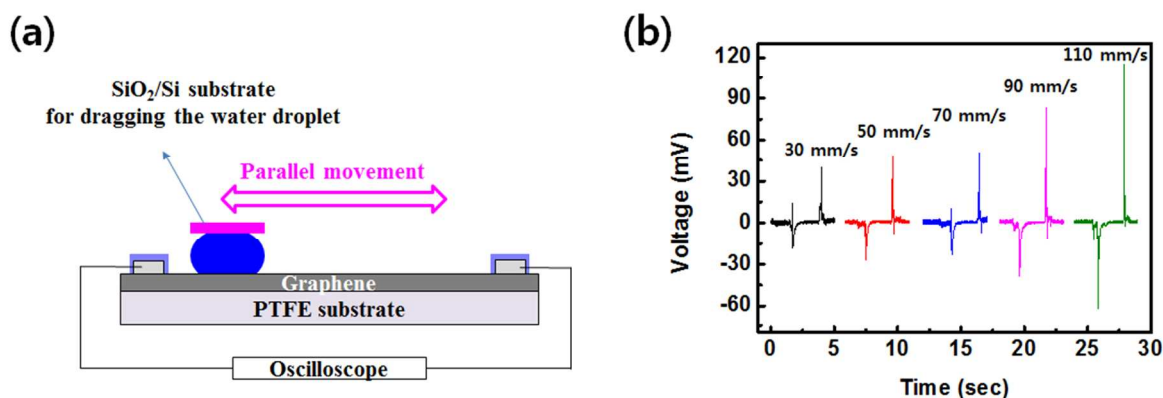 (a)
SiO₂/Si substrate
for dragging the water droplet
Parallel movement
Graphene
PTFE substrate
Oscilloscope
(b)
Voltage (mV)
120
90
60
30
0
-30
-60
30 mm/s
50 mm/s
70 mm/s
90 mm/s
110 mm/s
0
5
10
15
20
25
30
Time (sec)